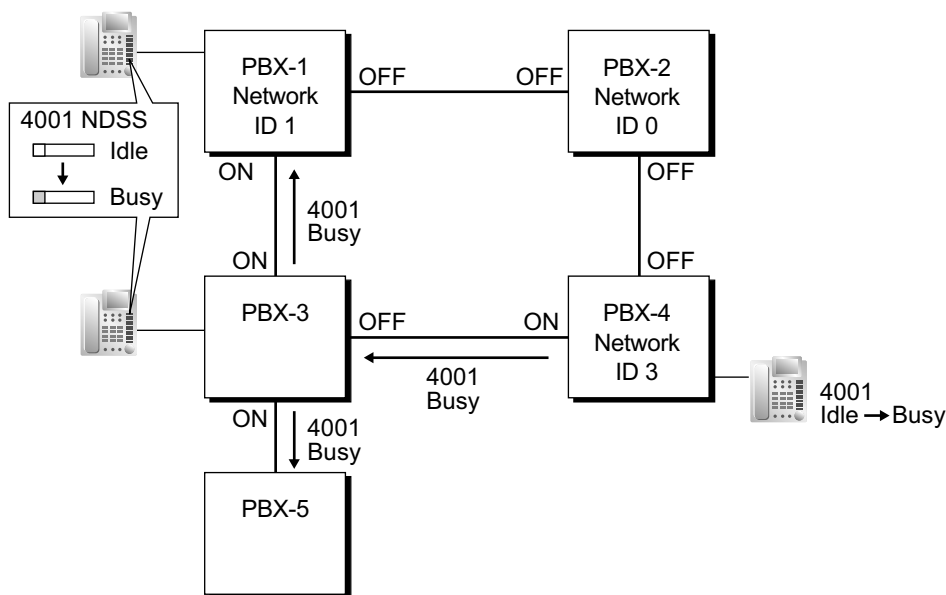 PBX-1
Network
ID 1
OFF
OFF
PBX-2
Network
ID 0
4001 NDSS
Idle
Busy
ON
OFF
4001
Busy
ON
OFF
PBX-3
OFF
ON
PBX-4
Network
ID 3
4001
Busy
4001
Idle → Busy
ON
4001
Busy
PBX-5